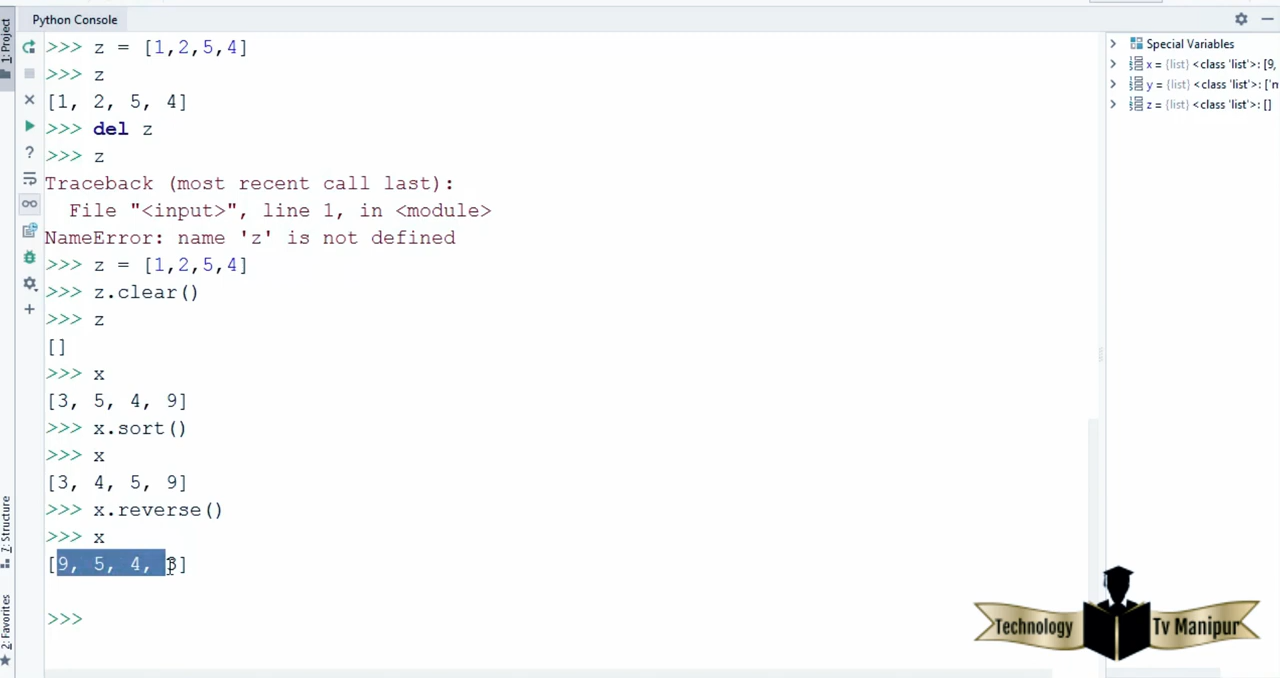 Python Console
1: Project
>>> z = [1,2,5,4]
>>> z
[1, 2, 5, 4]
>>> del z
>>> z
Traceback (most recent call last):
  File "<input>", line 1, in <module>
NameError: name 'z' is not defined
>>> z = [1,2,5,4]
>>> z.clear()
>>> z
[]
>>> x
[3, 5, 4, 9]
>>> x.sort()
>>> x
[3, 4, 5, 9]
>>> x.reverse()
>>> x
[9, 5, 4, 3]
>>>
7: Structure
2: Favorites
Special Variables
x = {list} <class 'list'>: [9,
y = {list} <class 'list'>: ['m
z = {list} <class 'list'>: []
Technology Tv Manipur